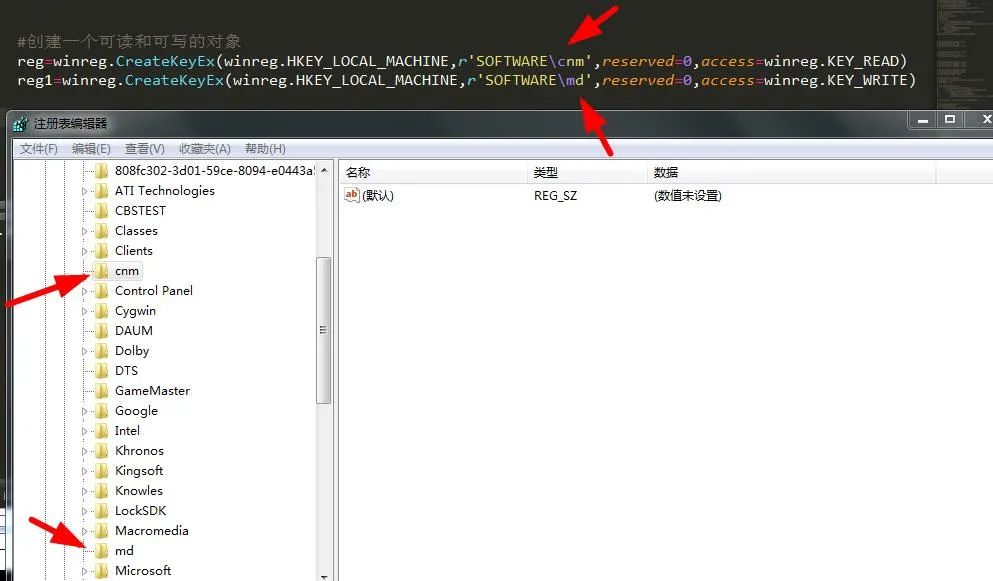 #创建一个可读和可写的对象
reg=winreg.CreateKeyEx(winreg.HKEY_LOCAL_MACHINE,r'SOFTWARE\cnm',reserved=0,access=winreg.KEY_READ)
reg1=winreg.CreateKeyEx(winreg.HKEY_LOCAL_MACHINE,r'SOFTWARE\md',reserved=0,access=winreg.KEY_WRITE)
注册表编辑器
文件(F) 编辑(E) 查看(V) 收藏夹(A) 帮助(H)
808fc302-3d01-59ce-8094-e0443a
ATI Technologies
CBSTEST
Classes
Clients
cnm
Control Panel
Cygwin
DAUM
Dolby
DTS
GameMaster
Google
Intel
Khronos
Kingsoft
Knowles
LockSDK
Macromedia
md
Microsoft
名称 类型 数据
ab (默认) REG_SZ (数值未设置)